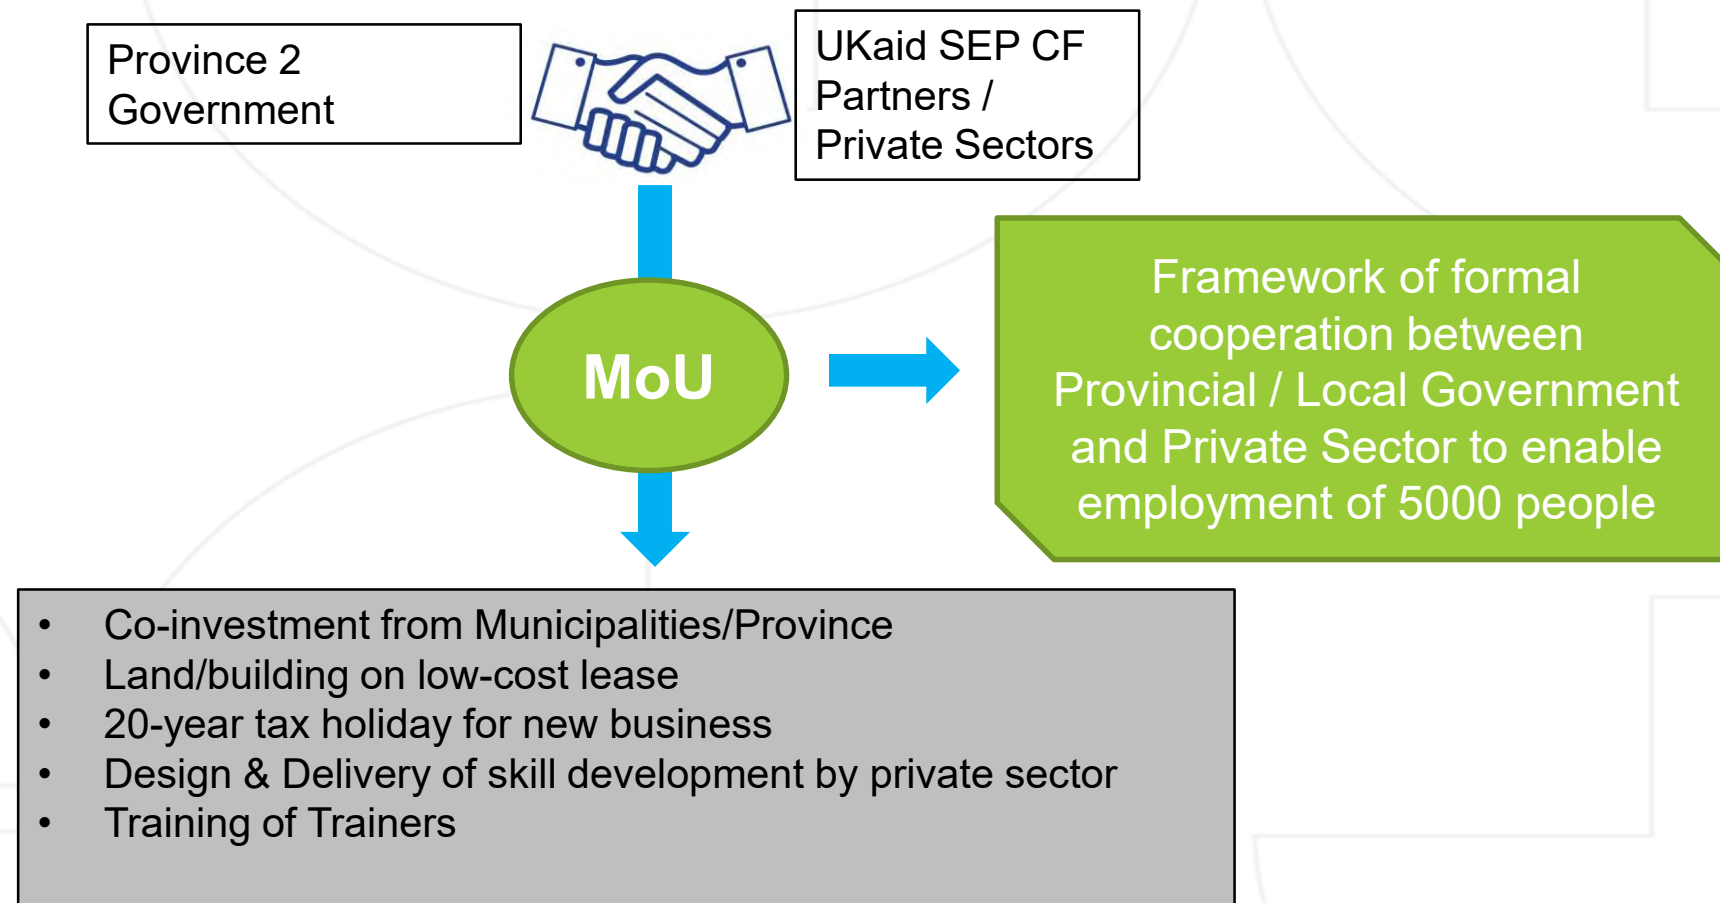 Province 2
Government
UKaid SEP CF
Partners /
Private Sectors
MoU
Framework of formal
cooperation between
Provincial / Local Government
and Private Sector to enable
employment of 5000 people
• Co-investment from Municipalities/Province
• Land/building on low-cost lease
• 20-year tax holiday for new business
• Design & Delivery of skill development by private sector
• Training of Trainers